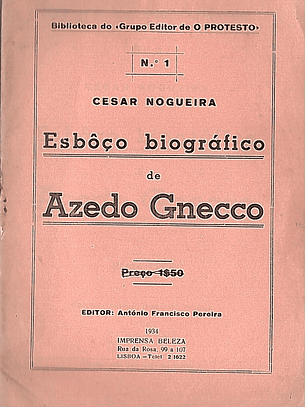 Biblioteca do «Grupo Editor de O PROTESTO»
N.º 1
CESAR NOGUEIRA
Esbôço biográfico
de
Azedo Gnecco
Preço 1$50
EDITOR: António Francisco Pereira
1934
IMPRENSA BELEZA
Rua da Rosa, 99 a 107
LISBOA — Telef. 2 1622